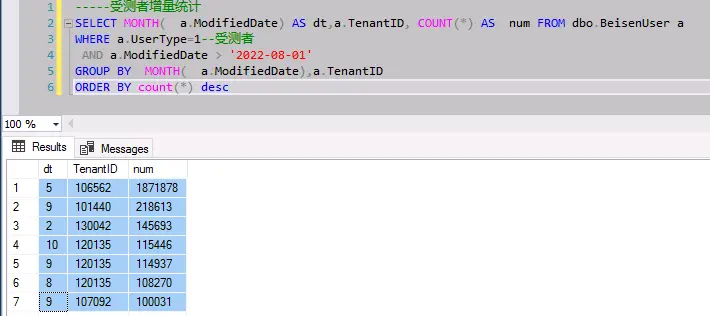 1 -----受测者增量统计
2 SELECT MONTH( a.ModifiedDate) AS dt,a.TenantID, COUNT(*) AS num FROM dbo.BeisenUser a
3 WHERE a.UserType=1--受测者
4 AND a.ModifiedDate > '2022-08-01'
5 GROUP BY MONTH( a.ModifiedDate),a.TenantID
6 ORDER BY count(*) desc
100 %
Results Messages
dt TenantID num
1 5 106562 1871878
2 9 101440 218613
3 2 130042 145693
4 10 120135 115446
5 9 120135 114937
6 8 120135 108270
7 9 107092 100031